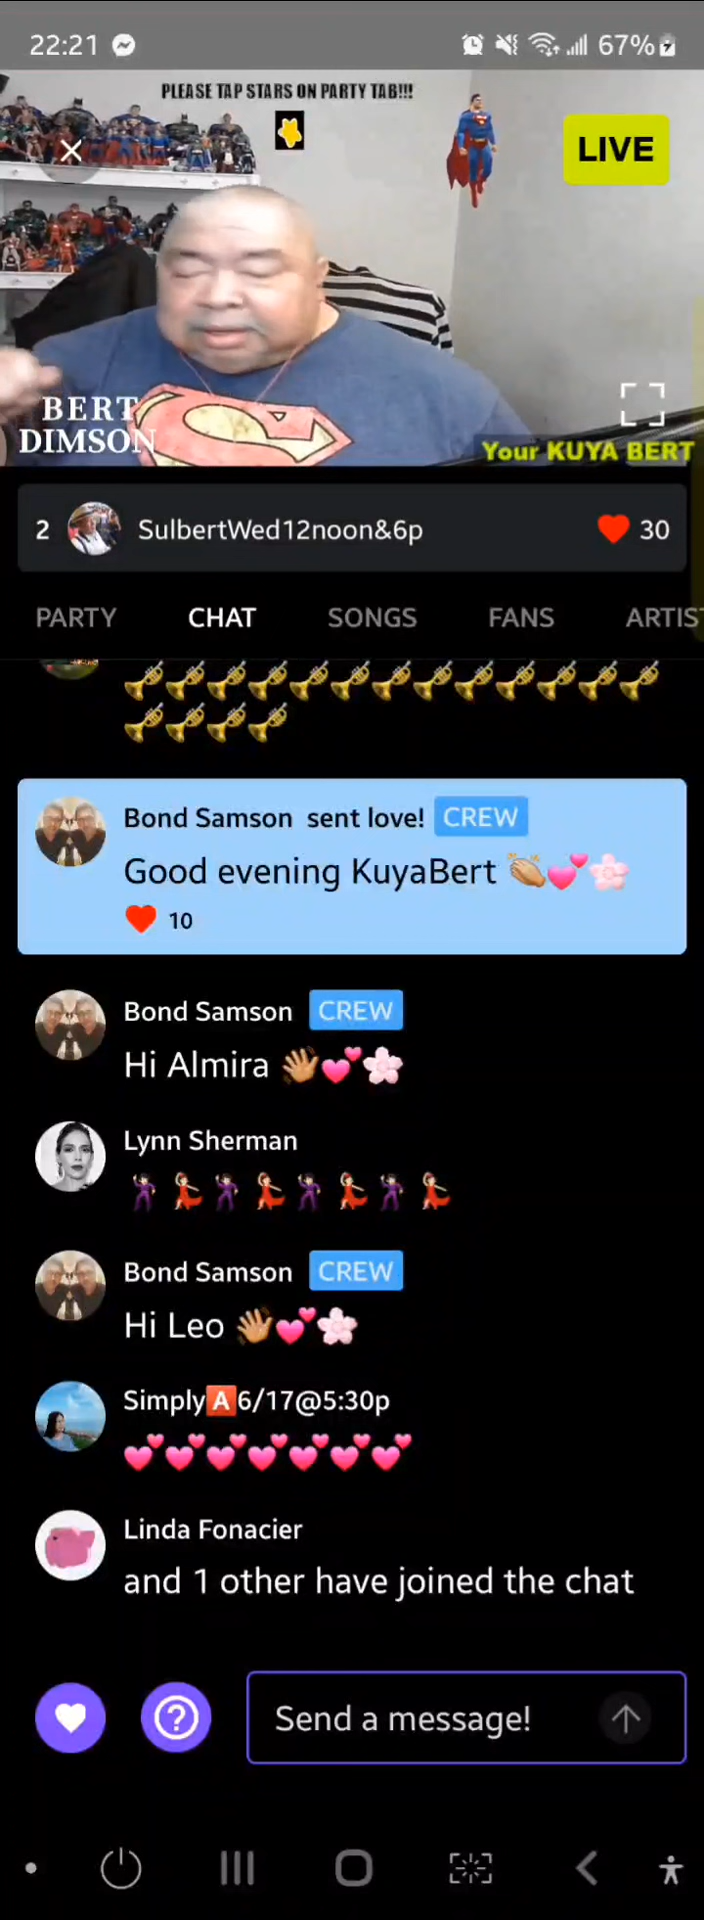 22:21
67%
PLEASE TAP STARS ON PARTY TAB!!!
LIVE
BERT
DIMSON
Your KUYA BERT
2 SulbertWed12noon&6p ❤️ 30
PARTY CHAT SONGS FANS ARTIS
🎺🎺🎺🎺🎺🎺🎺🎺🎺🎺🎺🎺🎺
🎺🎺🎺🎺
Bond Samson sent love! CREW
Good evening KuyaBert 👏🏽💕🌸
❤️ 10
Bond Samson CREW
Hi Almira 👋🏽💕🌸
Lynn Sherman
🕺💃🕺💃🕺💃🕺💃
Bond Samson CREW
Hi Leo 👋🏽💕🌸
Simply🅰️6/17@5:30p
💕💕💕💕💕💕💕
Linda Fonacier
and 1 other have joined the chat
Send a message!